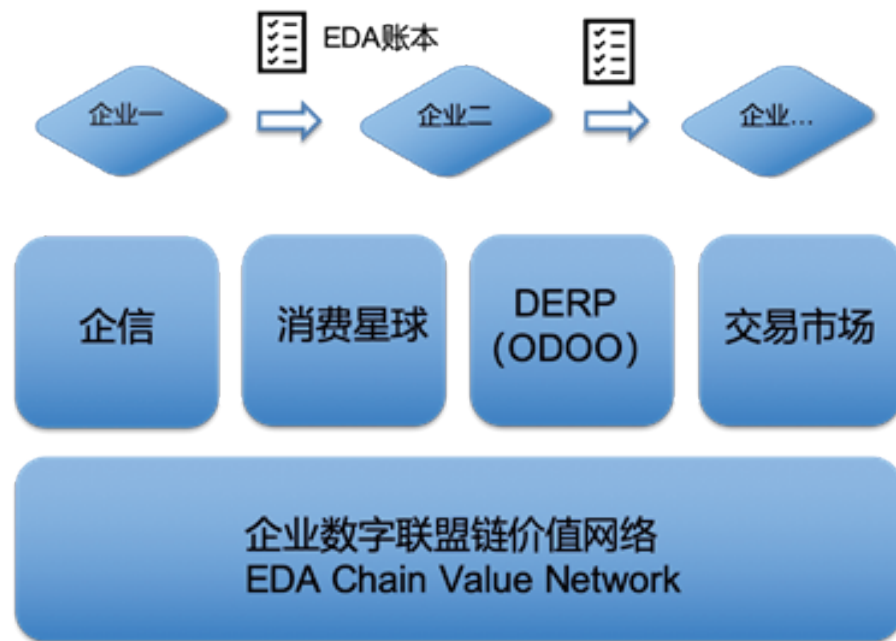 EDA账本
企业一
企业二
企业...
企信
消费星球
DERP
(ODOO)
交易市场
企业数字联盟链价值网络
EDA Chain Value Network